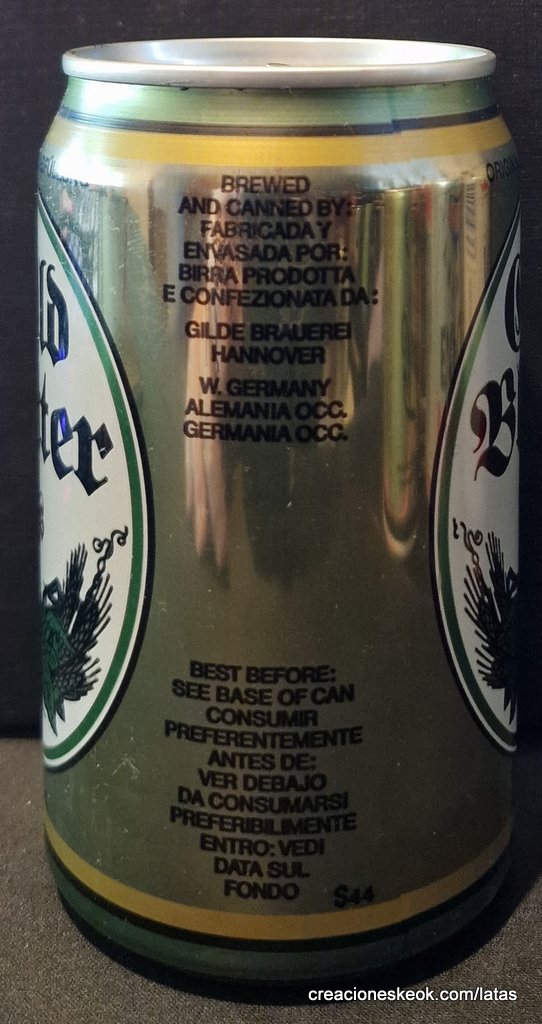 BREWED
AND CANNED BY:
FABRICADA Y
ENVASADA POR:
BIRRA PRODOTTA
E CONFEZIONATA DA:
GILDE BRAUEREI
HANNOVER
W. GERMANY
ALEMANIA OCC.
GERMANIA OCC.
ter
B
BEST BEFORE:
SEE BASE OF CAN
CONSUMIR
PREFERENTEMENTE
ANTES DE:
VER DEBAJO
DA CONSUMARSI
PREFERIBILIMENTE
ENTRO: VEDI
DATA SUL
FONDO
S44
creacioneskeok.com/latas